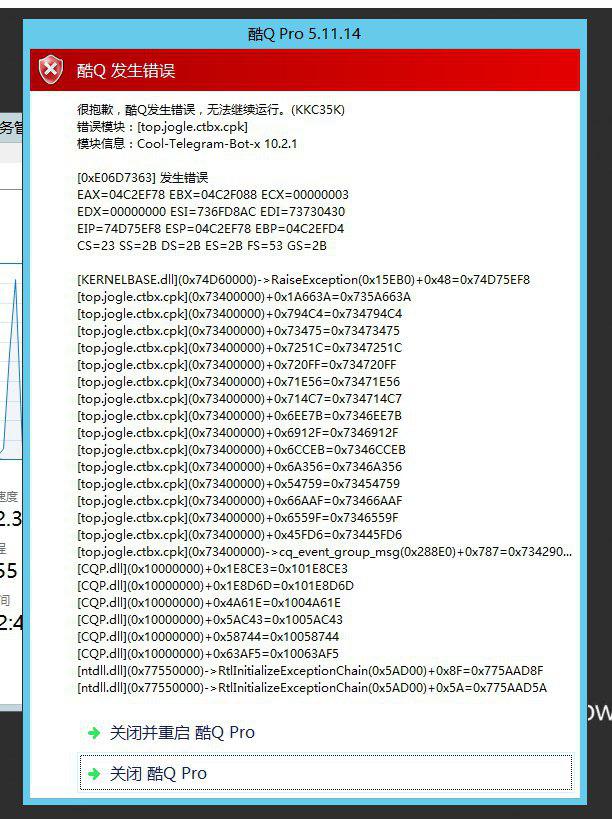 酷Q Pro 5.11.14
酷Q 发生错误
很抱歉，酷Q发生错误，无法继续运行。(KKC35K)
错误模块：[top.jogle.ctbx.cpk]
模块信息：Cool-Telegram-Bot-x 10.2.1
[0xE06D7363] 发生错误
EAX=04C2EF78 EBX=04C2F088 ECX=00000003
EDX=00000000 ESI=736FD8AC EDI=73730430
EIP=74D75EF8 ESP=04C2EF78 EBP=04C2EFD4
CS=23 SS=2B DS=2B ES=2B FS=53 GS=2B
[KERNELBASE.dll](0x74D60000)->RaiseException(0x15EB0)+0x48=0x74D75EF8
[top.jogle.ctbx.cpk](0x73400000)+0x1A663A=0x735A663A
[top.jogle.ctbx.cpk](0x73400000)+0x794C4=0x734794C4
[top.jogle.ctbx.cpk](0x73400000)+0x73475=0x73473475
[top.jogle.ctbx.cpk](0x73400000)+0x7251C=0x7347251C
[top.jogle.ctbx.cpk](0x73400000)+0x720FF=0x734720FF
[top.jogle.ctbx.cpk](0x73400000)+0x71E56=0x73471E56
[top.jogle.ctbx.cpk](0x73400000)+0x714C7=0x734714C7
[top.jogle.ctbx.cpk](0x73400000)+0x6EE7B=0x7346EE7B
[top.jogle.ctbx.cpk](0x73400000)+0x6912F=0x7346912F
[top.jogle.ctbx.cpk](0x73400000)+0x6CCEB=0x7346CCEB
[top.jogle.ctbx.cpk](0x73400000)+0x6A356=0x7346A356
[top.jogle.ctbx.cpk](0x73400000)+0x54759=0x73454759
[top.jogle.ctbx.cpk](0x73400000)+0x66AAF=0x73466AAF
[top.jogle.ctbx.cpk](0x73400000)+0x6559F=0x7346559F
[top.jogle.ctbx.cpk](0x73400000)+0x45FD6=0x73445FD6
[top.jogle.ctbx.cpk](0x73400000)->cq_event_group_msg(0x288E0)+0x787=0x734290...
[CQP.dll](0x10000000)+0x1E8CE3=0x101E8CE3
[CQP.dll](0x10000000)+0x1E8D6D=0x101E8D6D
[CQP.dll](0x10000000)+0x4A61E=0x1004A61E
[CQP.dll](0x10000000)+0x5AC43=0x1005AC43
[CQP.dll](0x10000000)+0x58744=0x10058744
[CQP.dll](0x10000000)+0x63AF5=0x10063AF5
[ntdll.dll](0x77550000)->RtlInitializeExceptionChain(0x5AD00)+0x8F=0x775AAD8F
[ntdll.dll](0x77550000)->RtlInitializeExceptionChain(0x5AD00)+0x5A=0x775AAD5A
关闭并重启 酷Q Pro
关闭 酷Q Pro